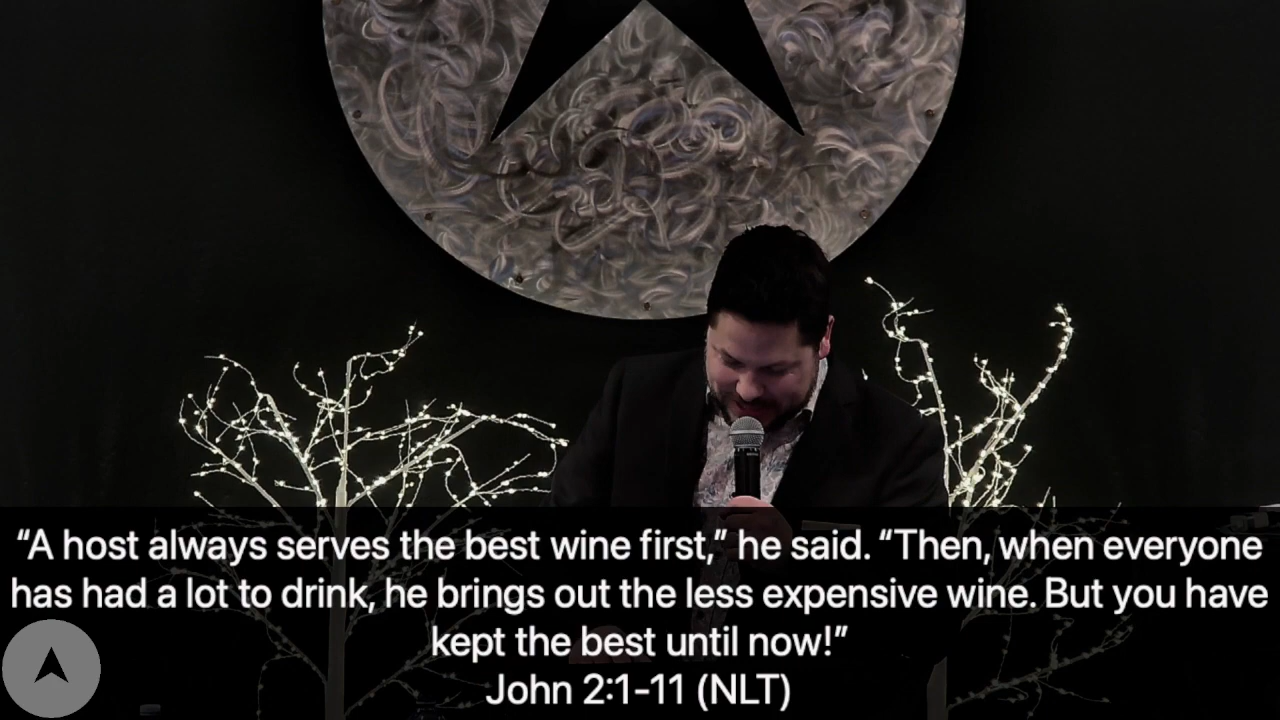 “A host always serves the best wine first,” he said. “Then, when everyone
has had a lot to drink, he brings out the less expensive wine. But you have
kept the best until now!”
John 2:1-11 (NLT)